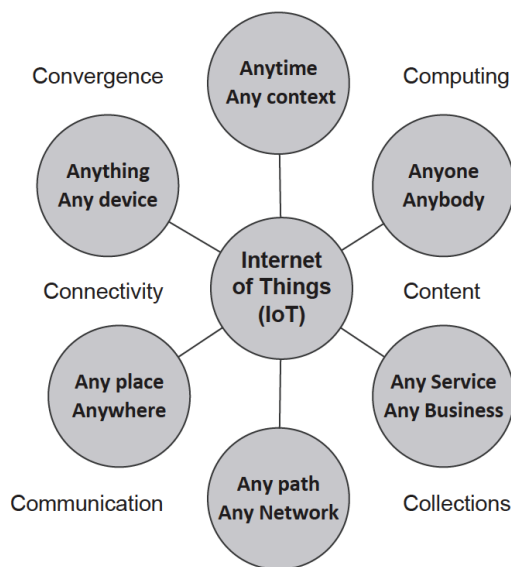 Convergence
Anytime
Any context
Computing
Anything
Any device
Anyone
Anybody
Internet
of Things
(IoT)
Connectivity
Content
Any place
Anywhere
Any Service
Any Business
Communication
Any path
Any Network
Collections